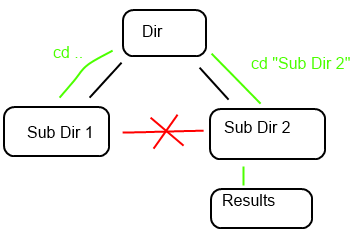 Dir
cd ..
cd "Sub Dir 2"
Sub Dir 1
Sub Dir 2
Results